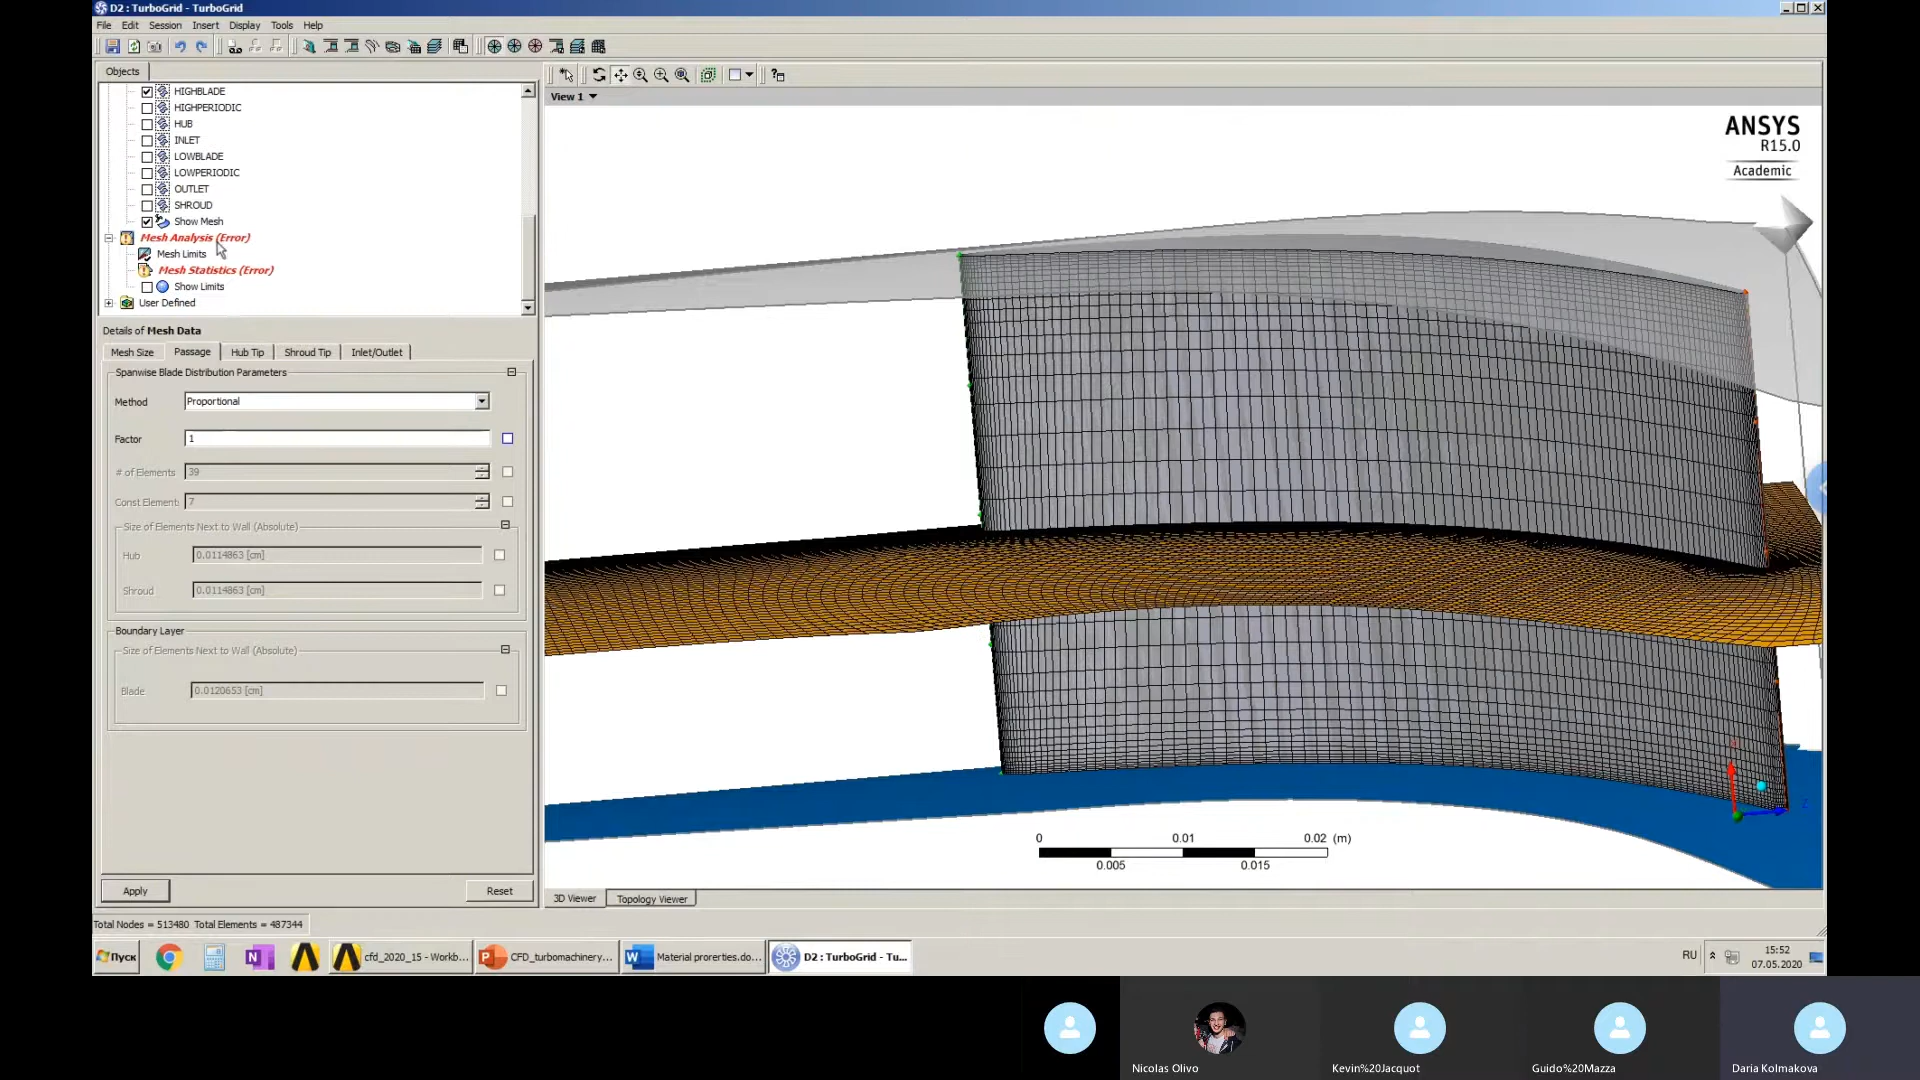 D2 : TurboGrid - TurboGrid
File Edit Session Insert Display Tools Help
Objects
HIGHBLADE
HIGHPERIODIC
HUB
INLET
LOWBLADE
LOWPERIODIC
OUTLET
SHROUD
Show Mesh
Mesh Analysis (Error)
Mesh Limits
Mesh Statistics (Error)
Show Limits
User Defined
Details of Mesh Data
Mesh Size Passage Hub Tip Shroud Tip Inlet/Outlet
Spanwise Blade Distribution Parameters
Method Proportional
Factor 1
# of Elements 39
Const Element: 7
Size of Elements Next to Wall (Absolute)
Hub 0.0114863 [cm]
Shroud 0.0114863 [cm]
Boundary Layer
Size of Elements Next to Wall (Absolute)
Blade 0.0120653 [cm]
Apply Reset
Total Nodes = 513480 Total Elements = 487344
View 1
ANSYS
R15.0
Academic
Z
0 0.01 0.02 (m)
0.005 0.015
3D Viewer Topology Viewer
Пуск
cfd_2020_15 - Workb...
CFD_turbomachinery...
Material prorerties.do...
D2 : TurboGrid - Tu...
RU
15:52
07.05.2020
Nicolas Olivo
Kevin%20Jacquot
Guido%20Mazza
Daria Kolmakova